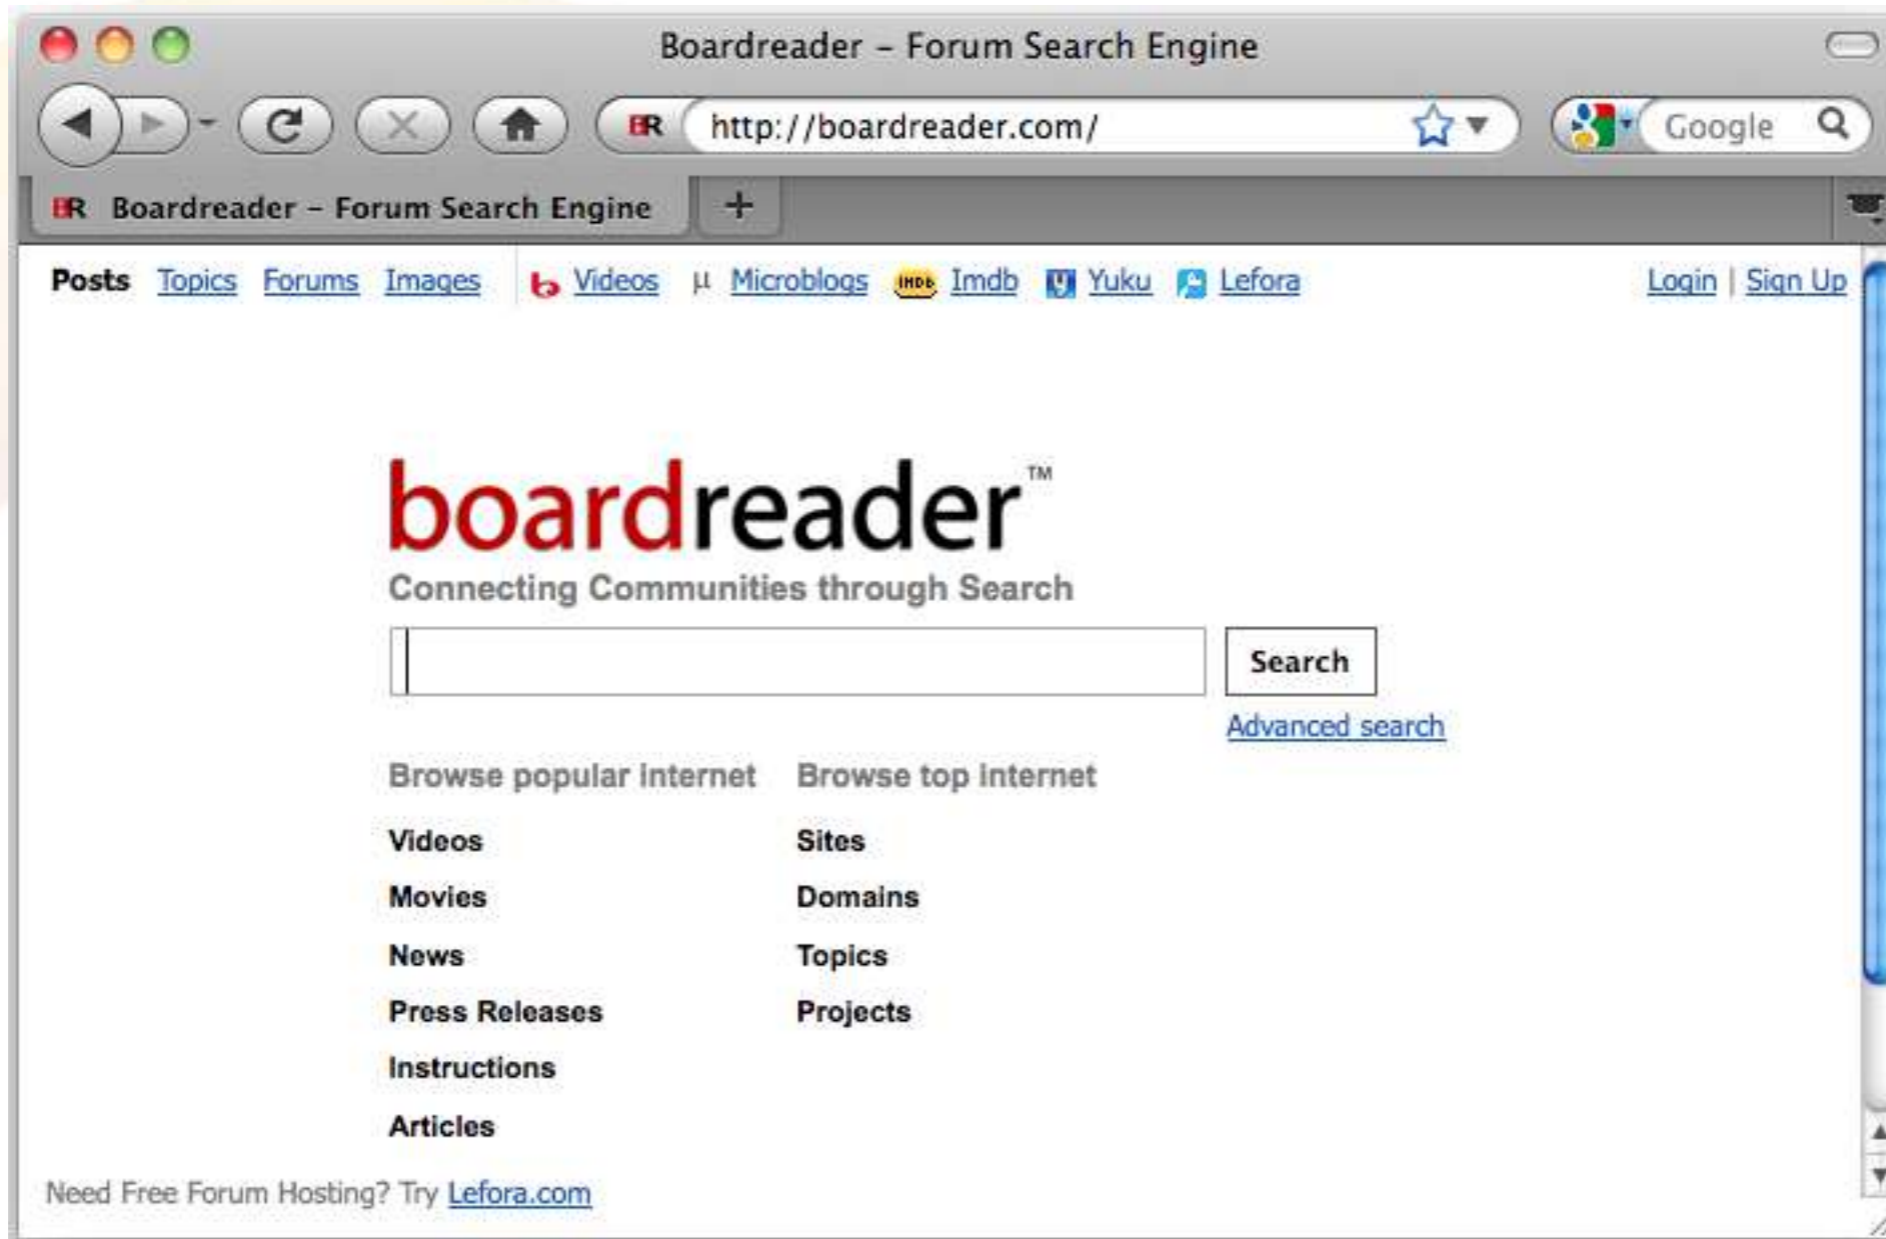 Boardreader – Forum Search Engine
http://boardreader.com/
Google
BR Boardreader – Forum Search Engine +
Posts Topics Forums Images Videos µ Microblogs IMDb Imdb Yuku Lefora Login | Sign Up
boardreader™
Connecting Communities through Search
Search
Advanced search
Browse popular internet Browse top internet
Videos Sites
Movies Domains
News Topics
Press Releases Projects
Instructions
Articles
Need Free Forum Hosting? Try Lefora.com